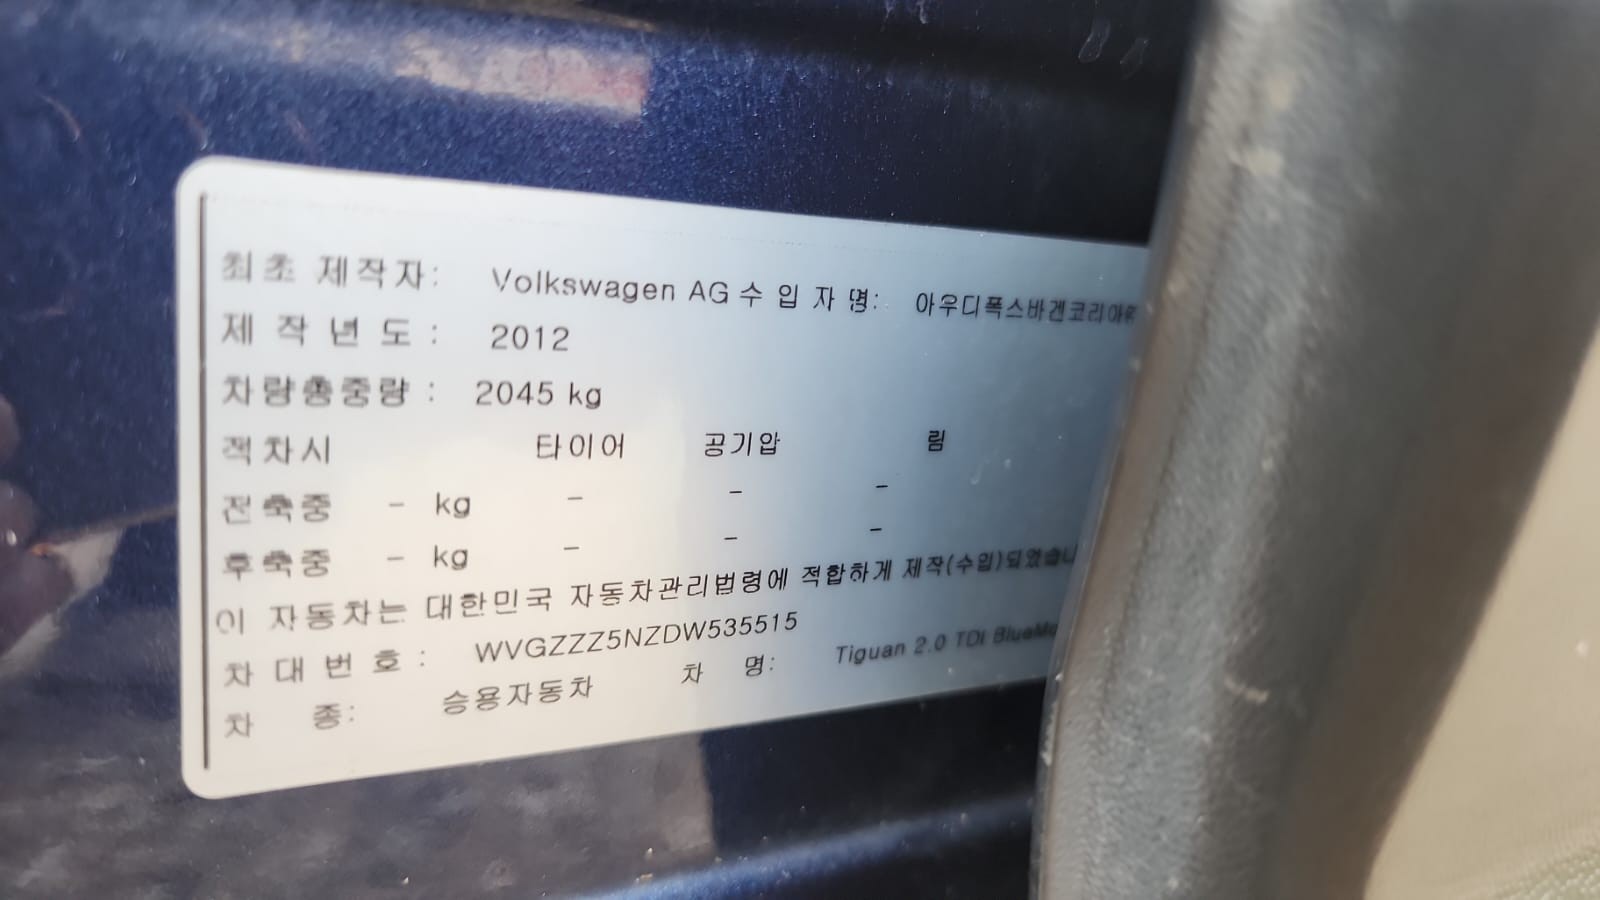 최초 제작자: Volkswagen AG 수 입 자 명: 아우디폭스바겐코리아㈜
제 작 년 도 : 2012
차량총중량 : 2045 kg
적차시 타이어 공기압 림
전축중 - kg - - -
후축중 - kg - - -
이 자동차는 대한민국 자동차관리법령에 적합하게 제작(수입)되었습니
차 대 번 호 : WVGZZZ5NZDW535515
차 종: 승용자동차 차 명: Tiguan 2.0 TDI BlueMo